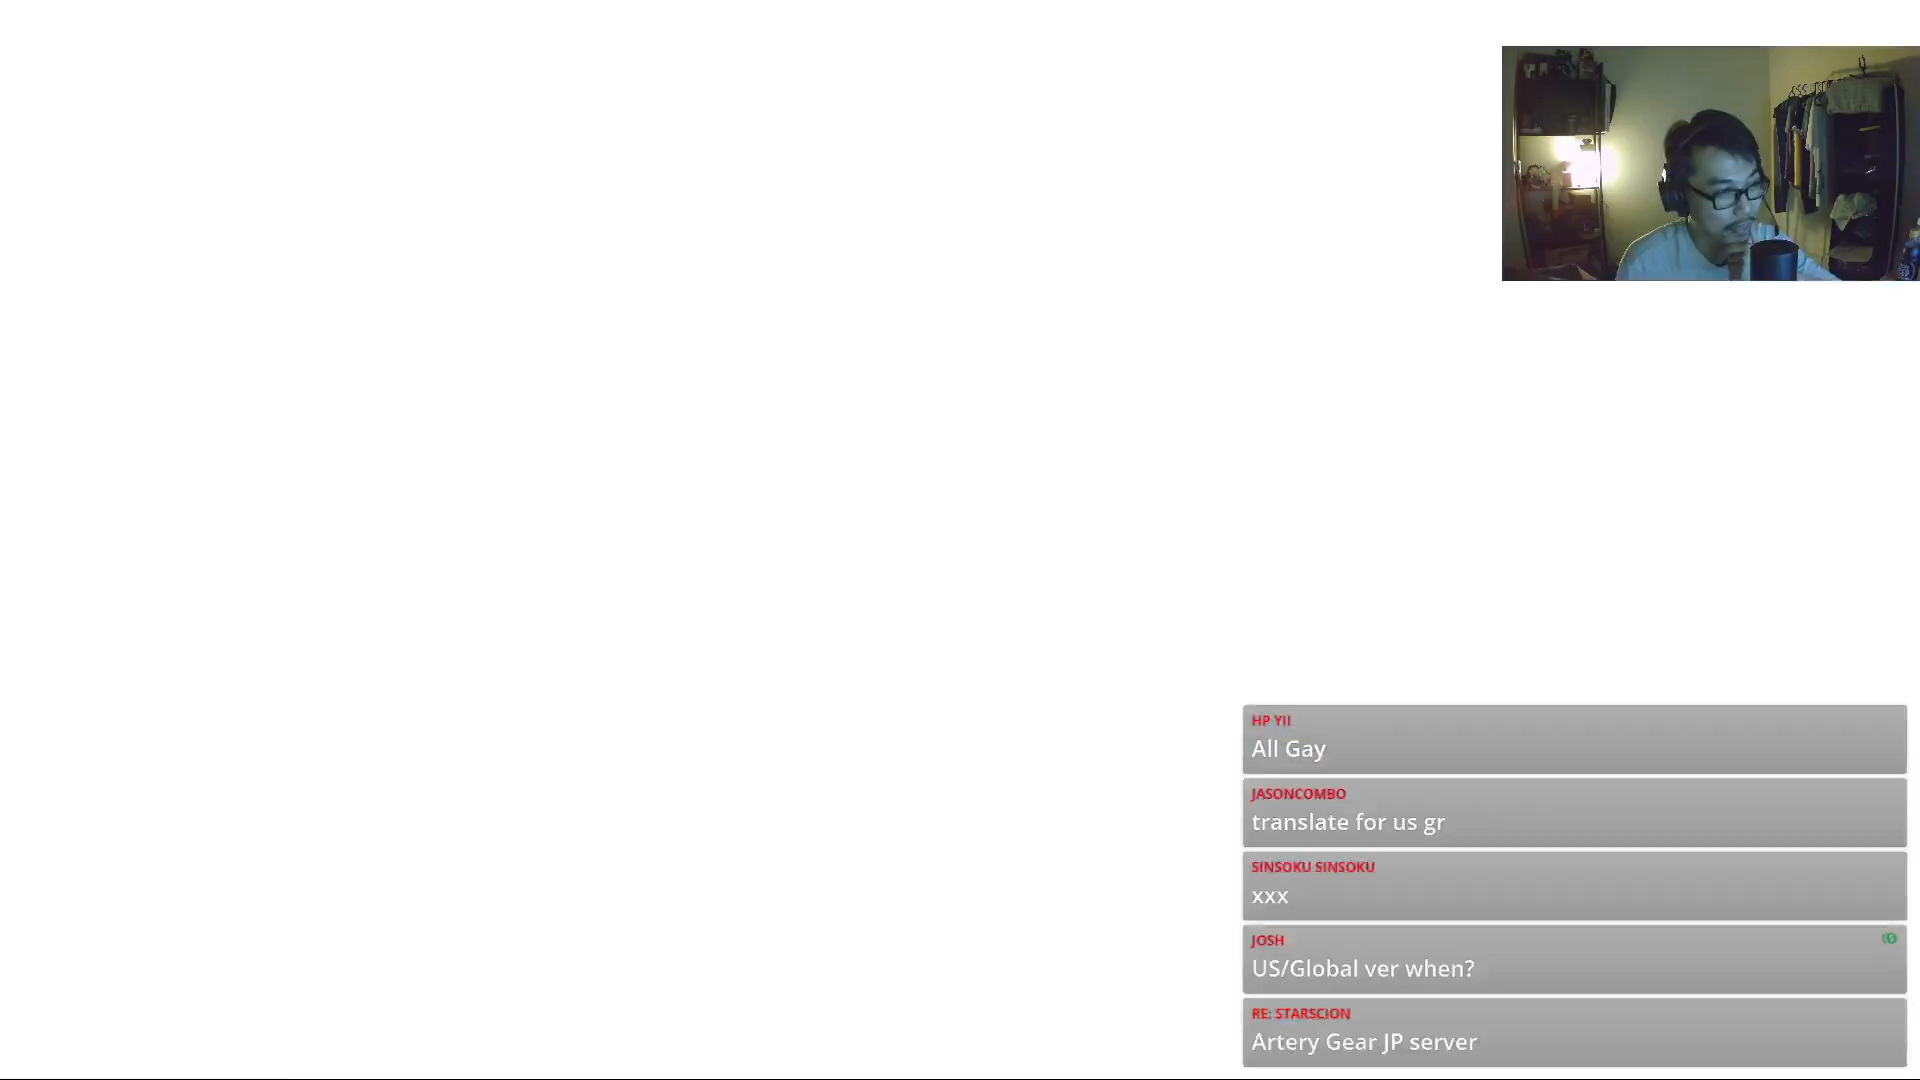 HP YII
All Gay
JASONCOMBO
translate for us gr
SINSOKU SINSOKU
xxx
JOSH
US/Global ver when?
RE: STARSCION
Artery Gear JP server